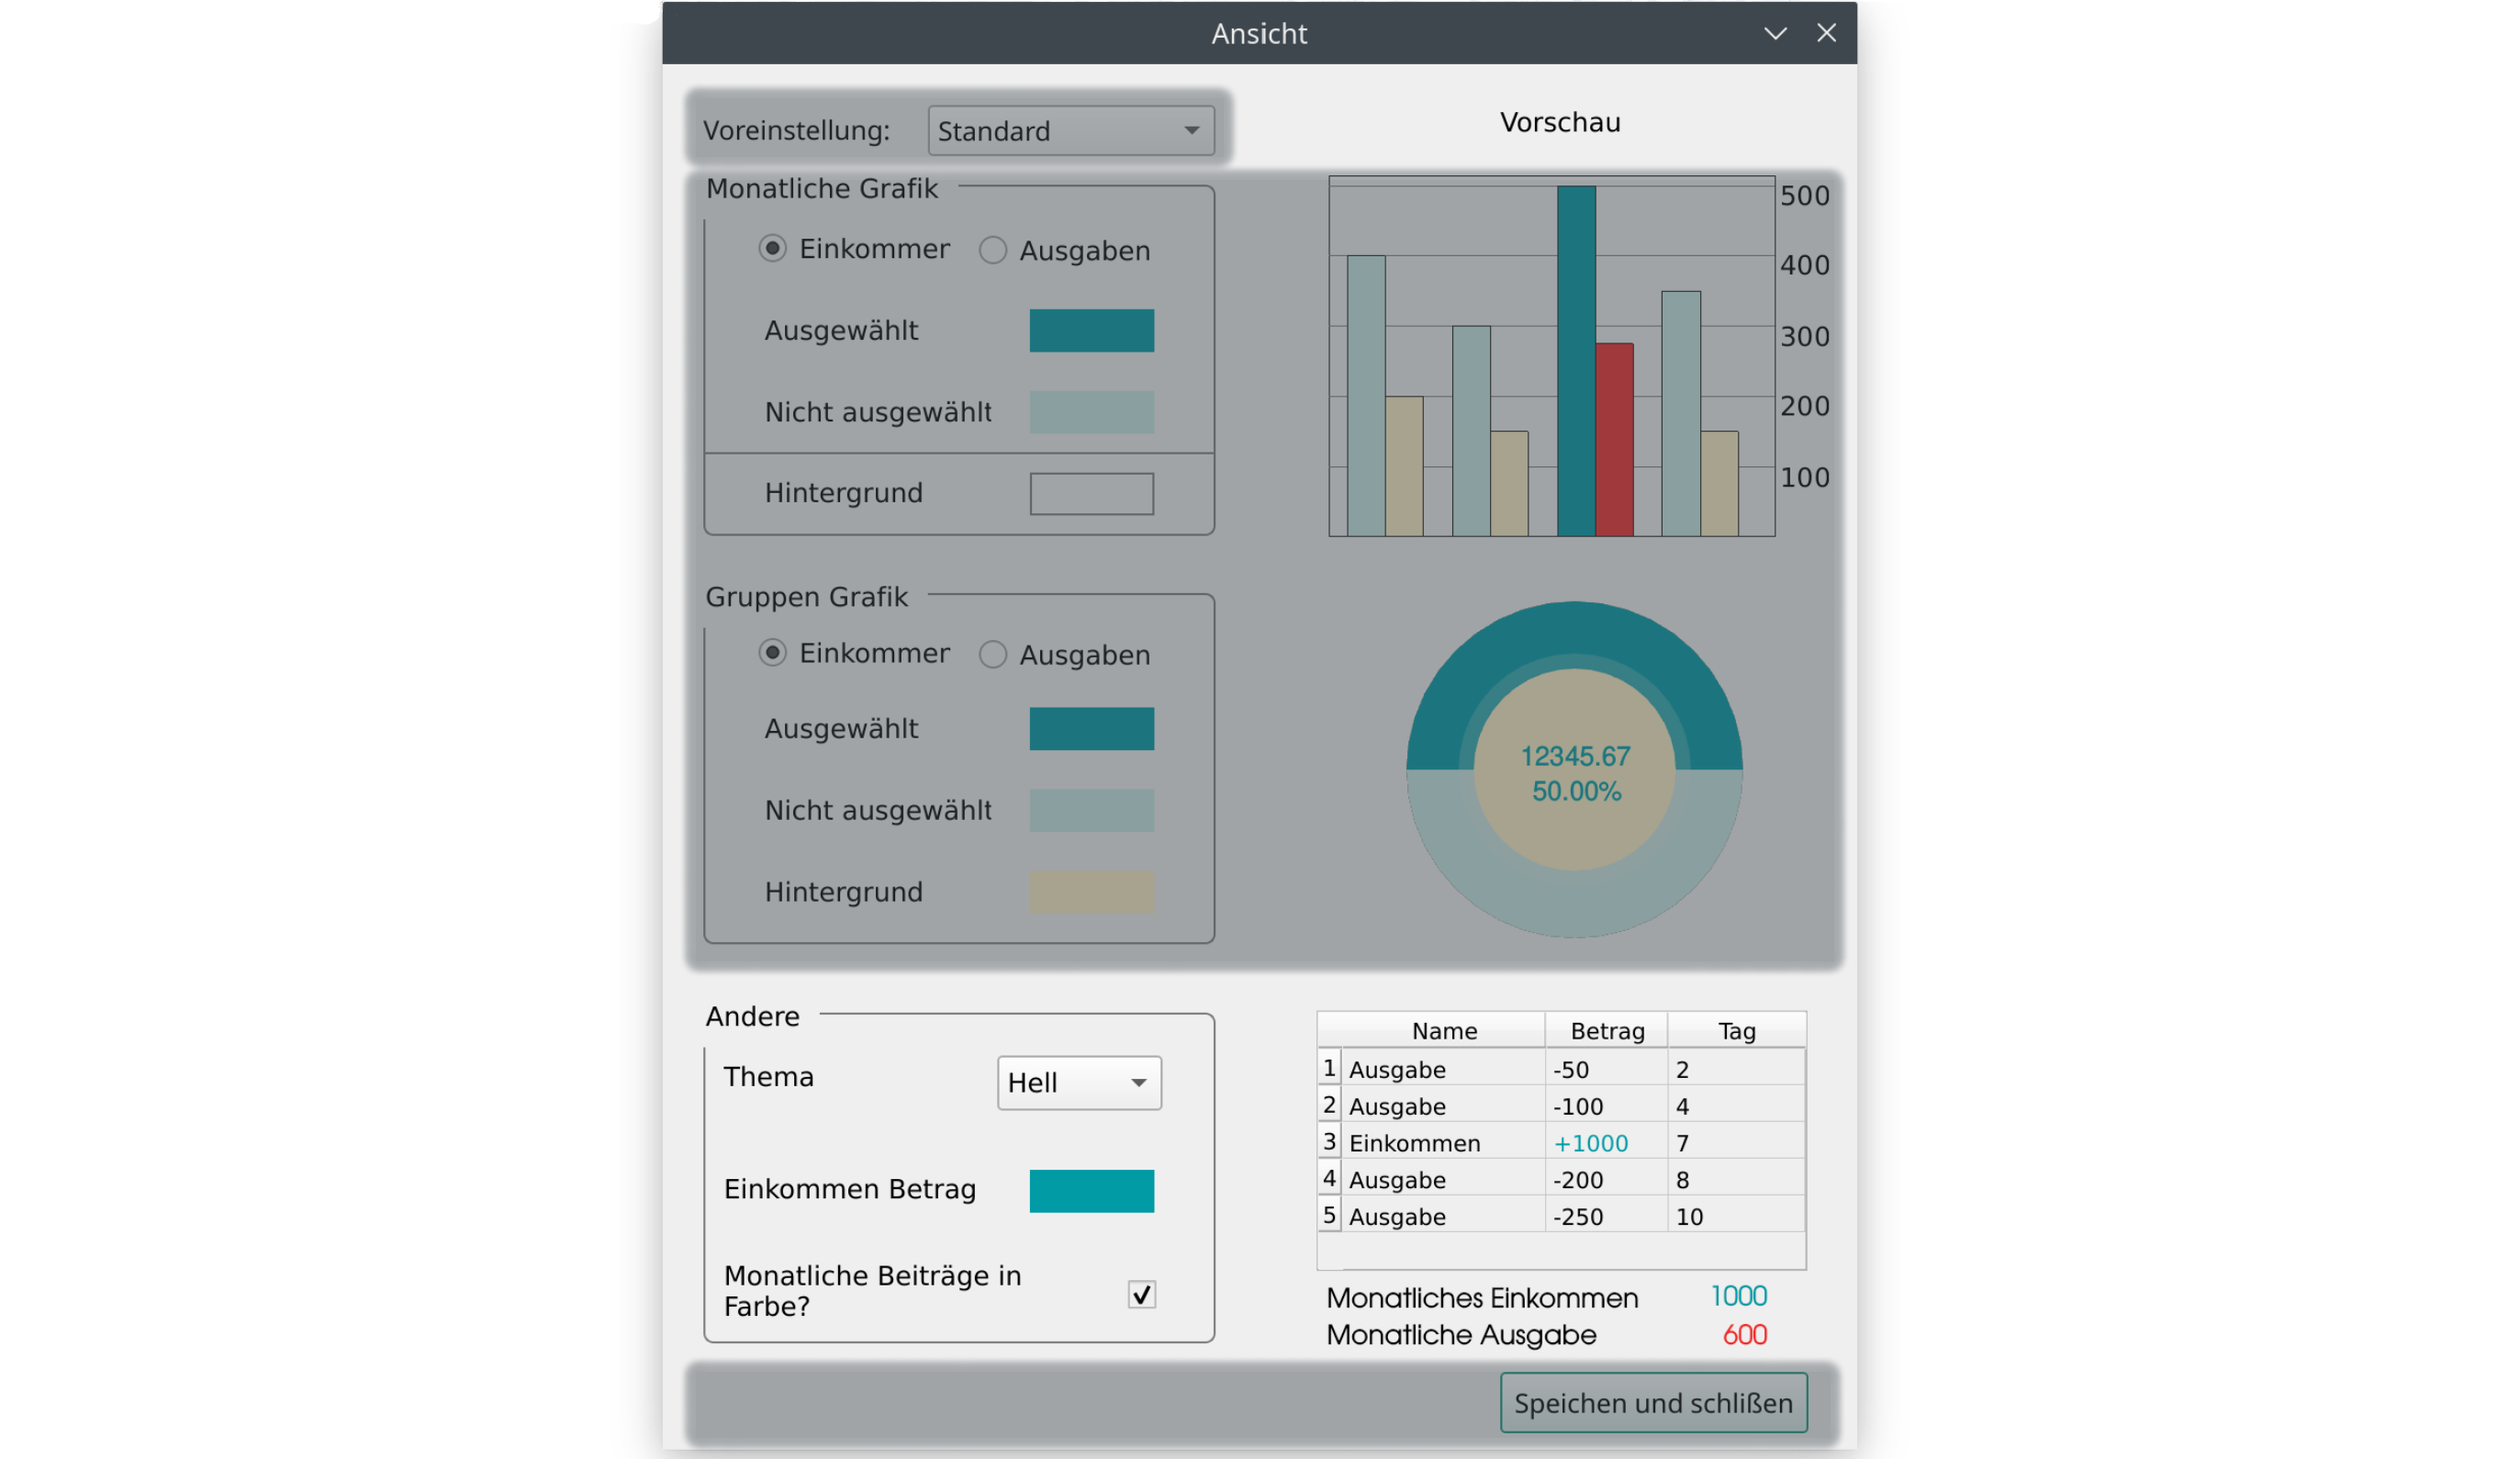 Ansicht
Voreinstellung: Standard
Vorschau
Monatliche Grafik
Einkommer Ausgaben
Ausgewählt
Nicht ausgewählt
Hintergrund
500
400
300
200
100
Gruppen Grafik
Einkommer Ausgaben
Ausgewählt
Nicht ausgewählt
Hintergrund
12345.67
50.00%
Andere
Thema Hell
Einkommen Betrag
Monatliche Beiträge in
Farbe?
Name Betrag Tag
1 Ausgabe -50 2
2 Ausgabe -100 4
3 Einkommen +1000 7
4 Ausgabe -200 8
5 Ausgabe -250 10
Monatliches Einkommen 1000
Monatliche Ausgabe 600
Speichen und schlißen